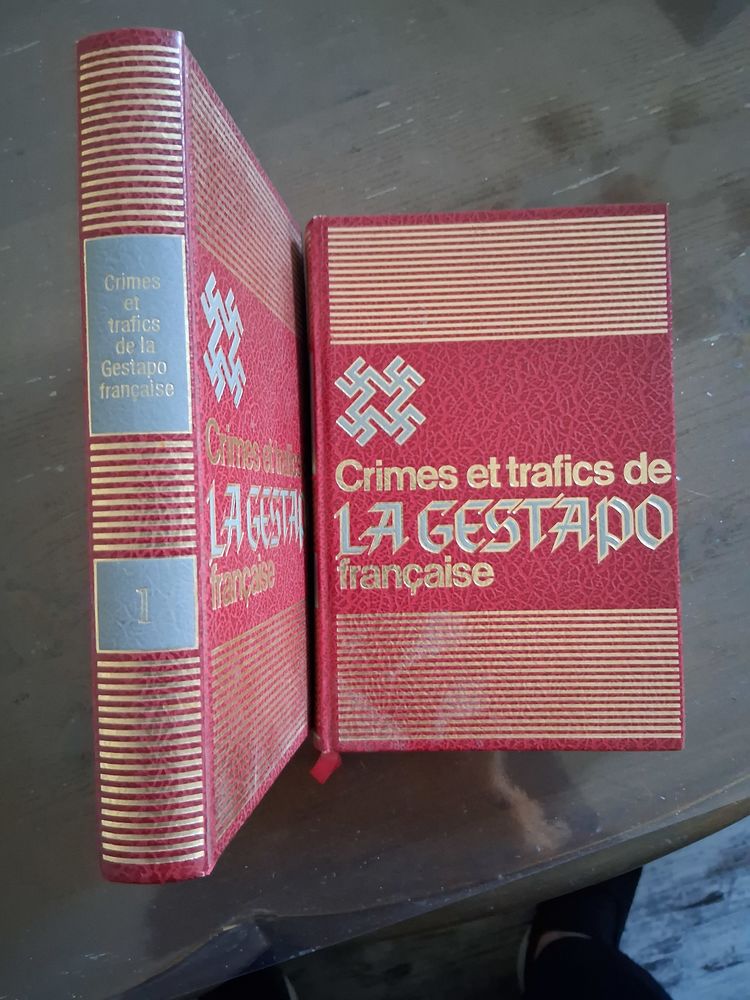 Crimes
et
trafics
de la
Gestapo
française
1
Crimes et trafics
LA GESTAP
française
Crimes et trafics de
LA GESTAPO
française